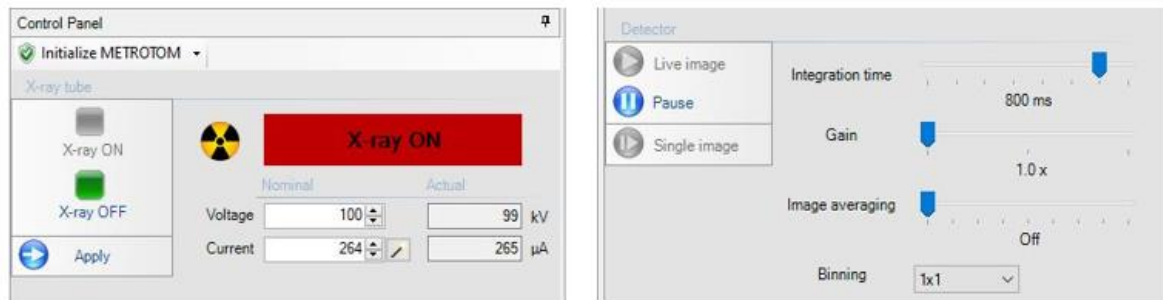 Control Panel
Initialize METROTOM
X-ray tube
X-ray ON
X-ray OFF
Apply
X-ray ON
Nominal Actual
Voltage 100 99 kV
Current 264 265 µA
Detector
Live image
Pause
Single image
Integration time
800 ms
Gain
1.0 x
Image averaging
Off
Binning 1x1